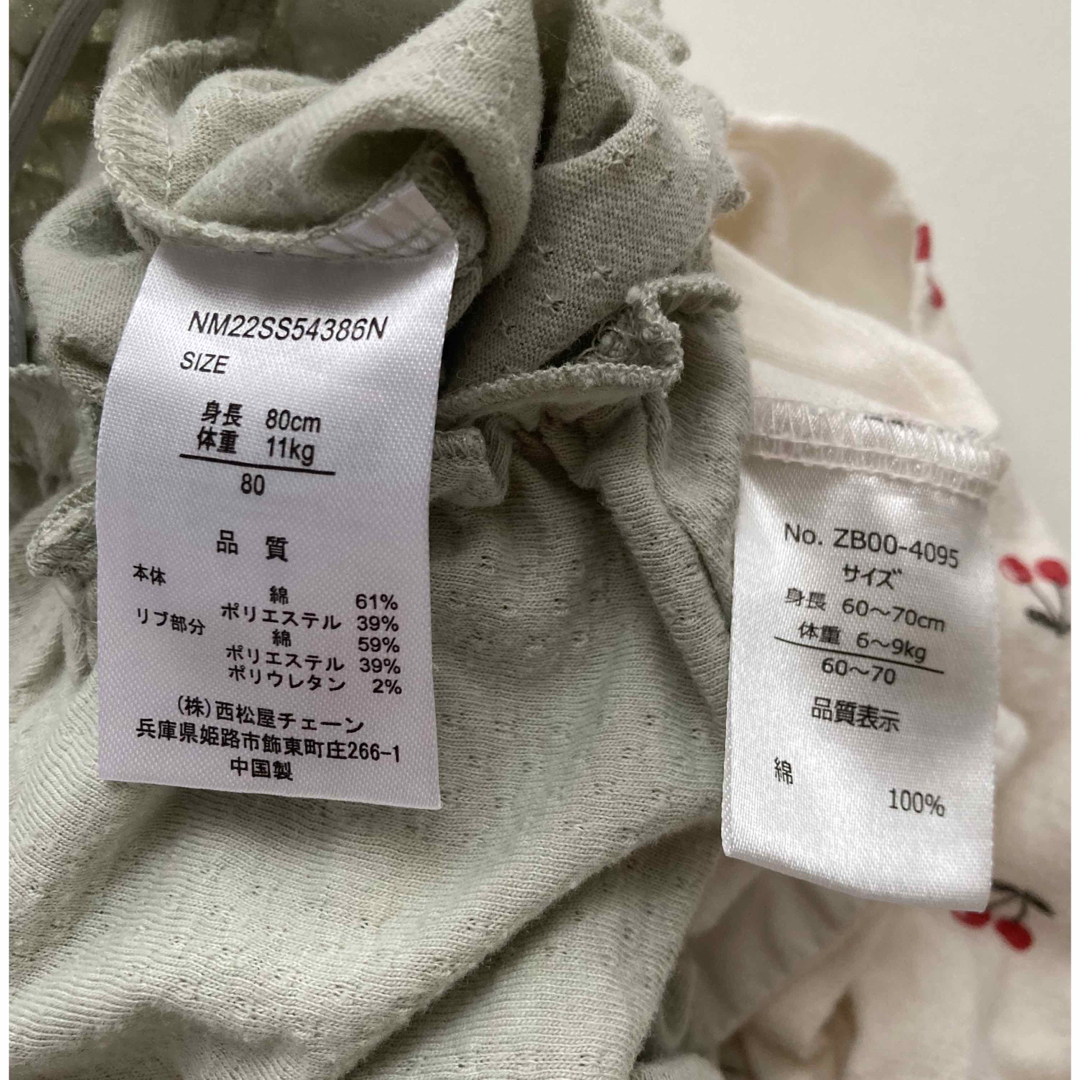 NM22SS54386N
SIZE
身長 80cm
体重 11kg
80
品 質
本体
綿 61%
ポリエステル 39%
リブ部分
綿 59%
ポリエステル 39%
ポリウレタン 2%
(株)西松屋チェーン
兵庫県姫路市飾東町庄266-1
中国製
No. ZB00-4095
サイズ
身長 60〜70cm
体重 6〜9kg
60〜70
品質表示
綿 100%